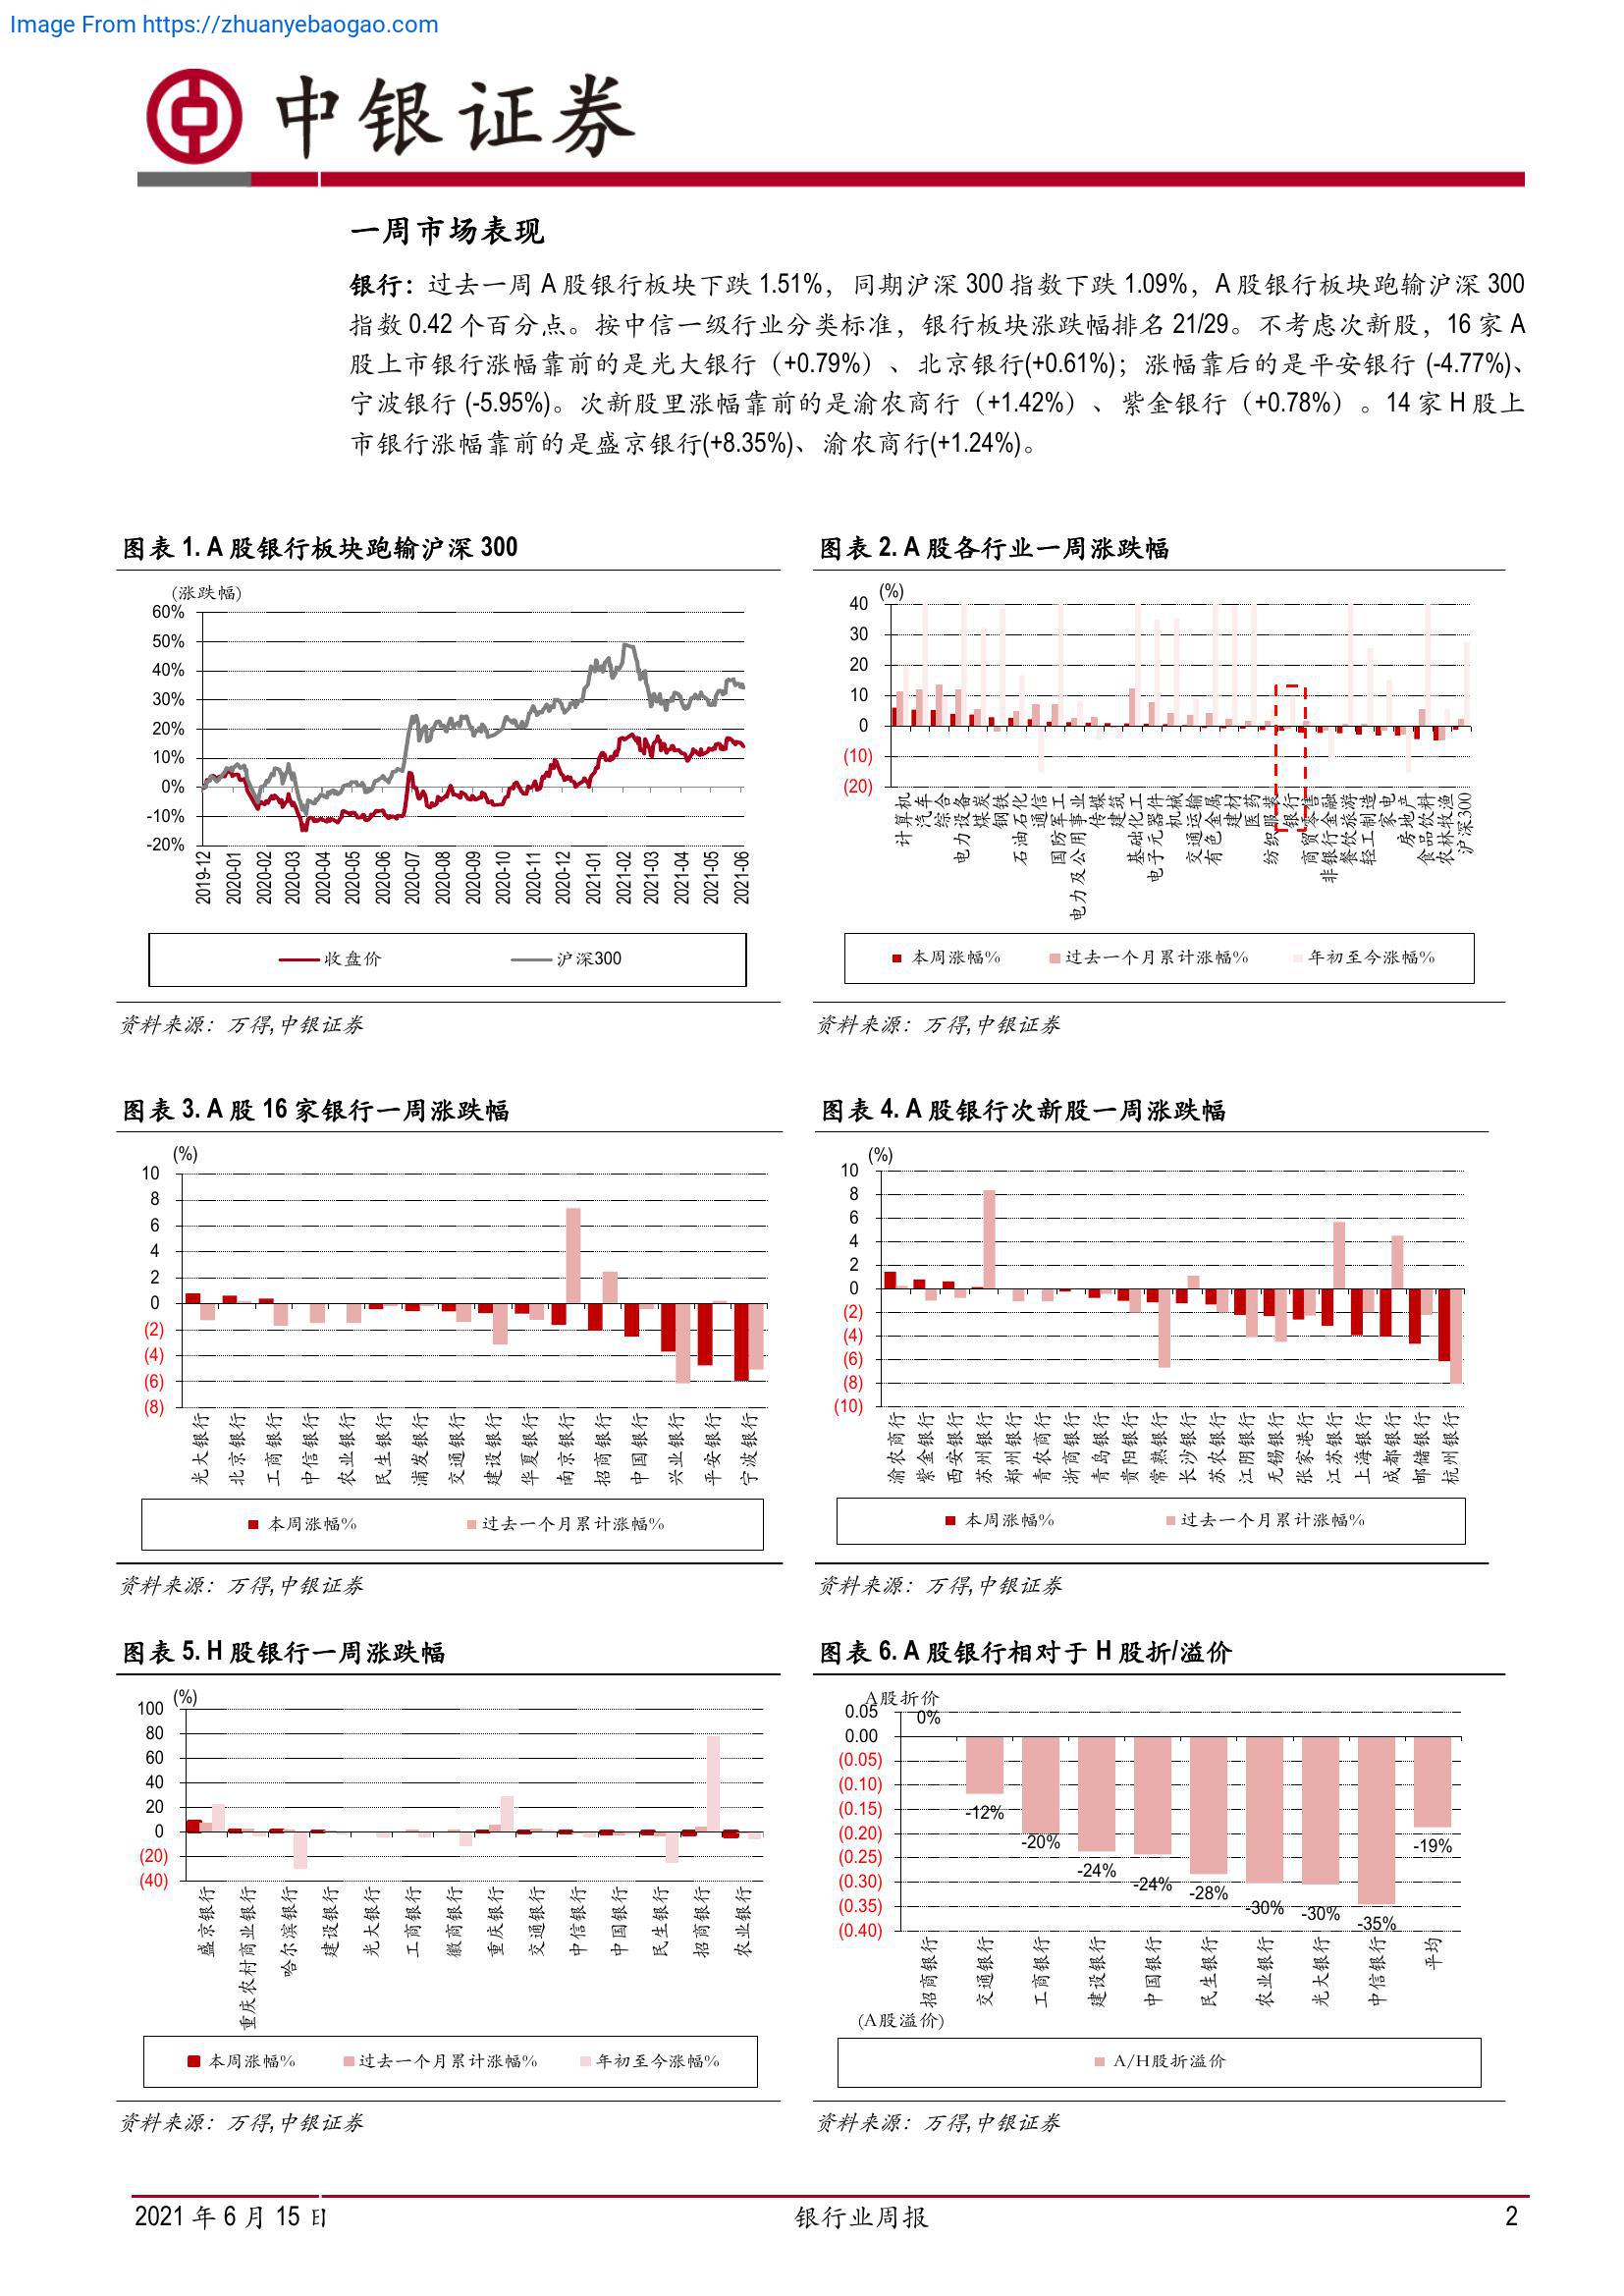 Image From https://zhuanyebaogao.com
中银证券
一周市场表现
银行：过去一周 A 股银行板块下跌 1.51%，同期沪深 300 指数下跌 1.09%，A 股银行板块跑输沪深 300
指数 0.42 个百分点。按中信一级行业分类标准，银行板块涨跌幅排名 21/29。不考虑次新股，16 家 A
股上市银行涨幅靠前的是光大银行（+0.79%）、北京银行(+0.61%)；涨幅靠后的是平安银行 (-4.77%)、
宁波银行 (-5.95%)。次新股里涨幅靠前的是渝农商行（+1.42%）、紫金银行（+0.78%）。14 家 H 股上
市银行涨幅靠前的是盛京银行(+8.35%)、渝农商行(+1.24%)。
图表 1. A 股银行板块跑输沪深 300
(涨跌幅)
60%
50%
40%
30%
20%
10%
0%
-10%
-20%
2019-12
2020-01
2020-02
2020-03
2020-04
2020-05
2020-06
2020-07
2020-08
2020-09
2020-10
2020-11
2020-12
2021-01
2021-02
2021-03
2021-04
2021-05
2021-06
收盘价
沪深300
资料来源：万得,中银证券
图表 2. A 股各行业一周涨跌幅
(%)
40
30
20
10
0
(10)
(20)
计算机
汽车
综合
电力设备
煤炭
钢铁
石油石化
通信
国防军工
电力及公用事业
传媒
建筑
基础化工
电子元器件
机械
交通运输
有色金属
建材
医药
纺织服装
银行
商贸零售
非银行金融
餐饮旅游
轻工制造
家电
房地产
食品饮料
农林牧渔
沪深300
本周涨幅%
过去一个月累计涨幅%
年初至今涨幅%
资料来源：万得,中银证券
图表 3. A 股 16 家银行一周涨跌幅
(%)
10
8
6
4
2
0
(2)
(4)
(6)
(8)
光大银行
北京银行
工商银行
中信银行
农业银行
民生银行
浦发银行
交通银行
建设银行
华夏银行
南京银行
招商银行
中国银行
兴业银行
平安银行
宁波银行
本周涨幅%
过去一个月累计涨幅%
资料来源：万得,中银证券
图表 4. A 股银行次新股一周涨跌幅
(%)
10
8
6
4
2
0
(2)
(4)
(6)
(8)
(10)
渝农商行
紫金银行
西安银行
苏州银行
郑州银行
青农商行
浙商银行
青岛银行
贵阳银行
常熟银行
长沙银行
苏农银行
江阴银行
无锡银行
张家港行
江苏银行
上海银行
成都银行
邮储银行
杭州银行
本周涨幅%
过去一个月累计涨幅%
资料来源：万得,中银证券
图表 5. H 股银行一周涨跌幅
(%)
100
80
60
40
20
0
(20)
(40)
盛京银行
重庆农村商业银行
哈尔滨银行
建设银行
光大银行
工商银行
徽商银行
重庆银行
交通银行
中信银行
中国银行
民生银行
招商银行
农业银行
本周涨幅%
过去一个月累计涨幅%
年初至今涨幅%
资料来源：万得,中银证券
图表 6. A 股银行相对于 H 股折/溢价
A股折价
0.05
0.00
(0.05)
(0.10)
(0.15)
(0.20)
(0.25)
(0.30)
(0.35)
(0.40)
0%
-12%
-20%
-24%
-24%
-28%
-30%
-30%
-35%
-19%
招商银行
交通银行
工商银行
建设银行
中国银行
民生银行
农业银行
光大银行
中信银行
平均
(A股溢价)
A/H股折溢价
资料来源：万得,中银证券
2021 年 6 月 15 日
银行业周报
2